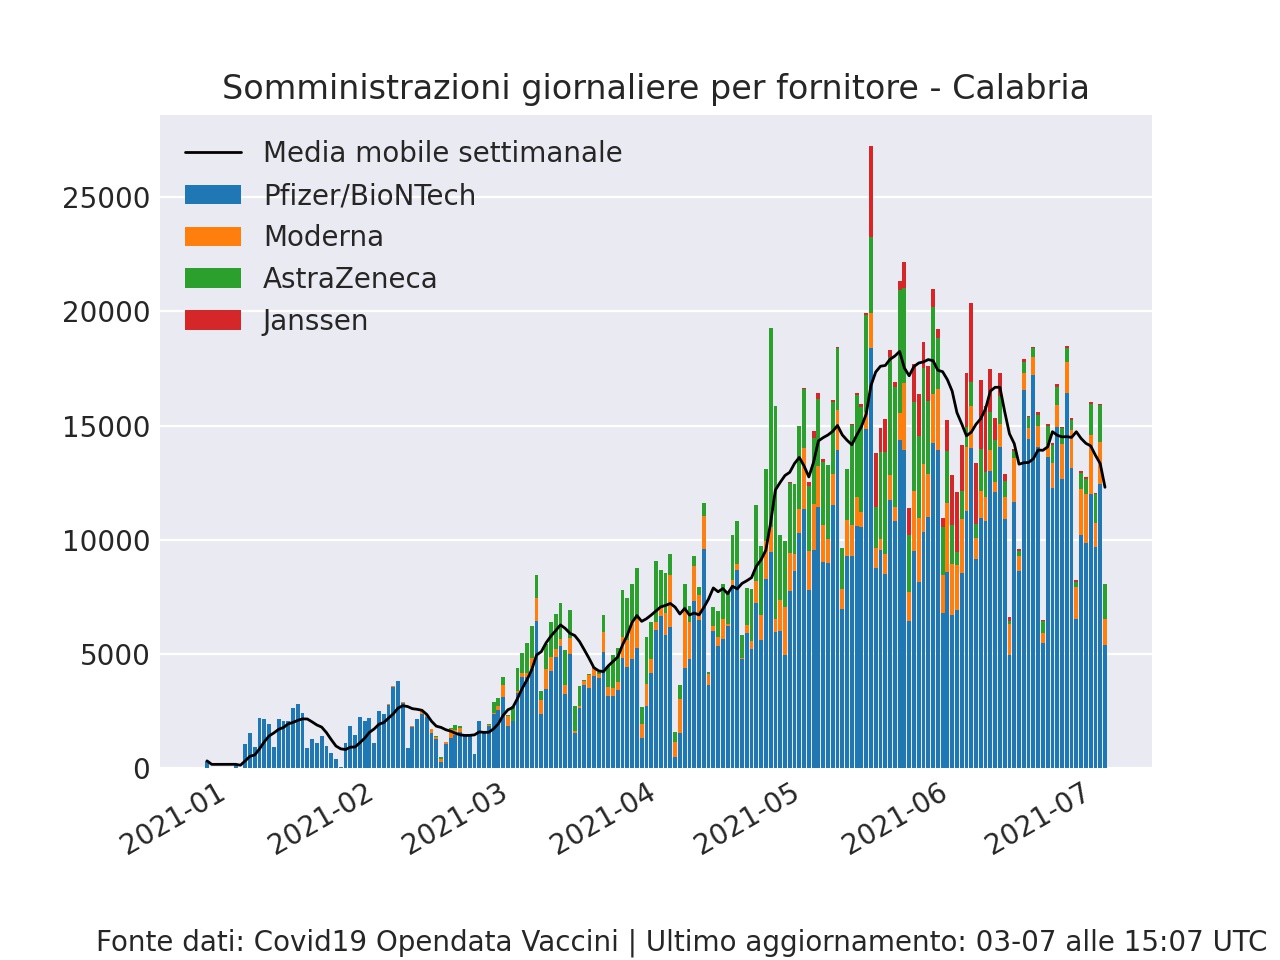 Somministrazioni giornaliere per fornitore - Calabria
Media mobile settimanale
Pfizer/BioNTech
Moderna
AstraZeneca
Janssen
25000
20000
15000
10000
5000
0
2021-01
2021-02
2021-03
2021-04
2021-05
2021-06
2021-07
Fonte dati: Covid19 Opendata Vaccini | Ultimo aggiornamento: 03-07 alle 15:07 UTC